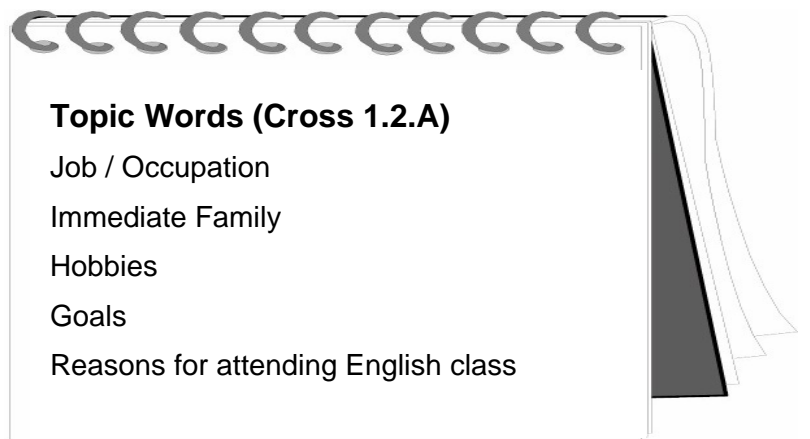 Topic Words (Cross 1.2.A)
Job / Occupation
Immediate Family
Hobbies
Goals
Reasons for attending English class